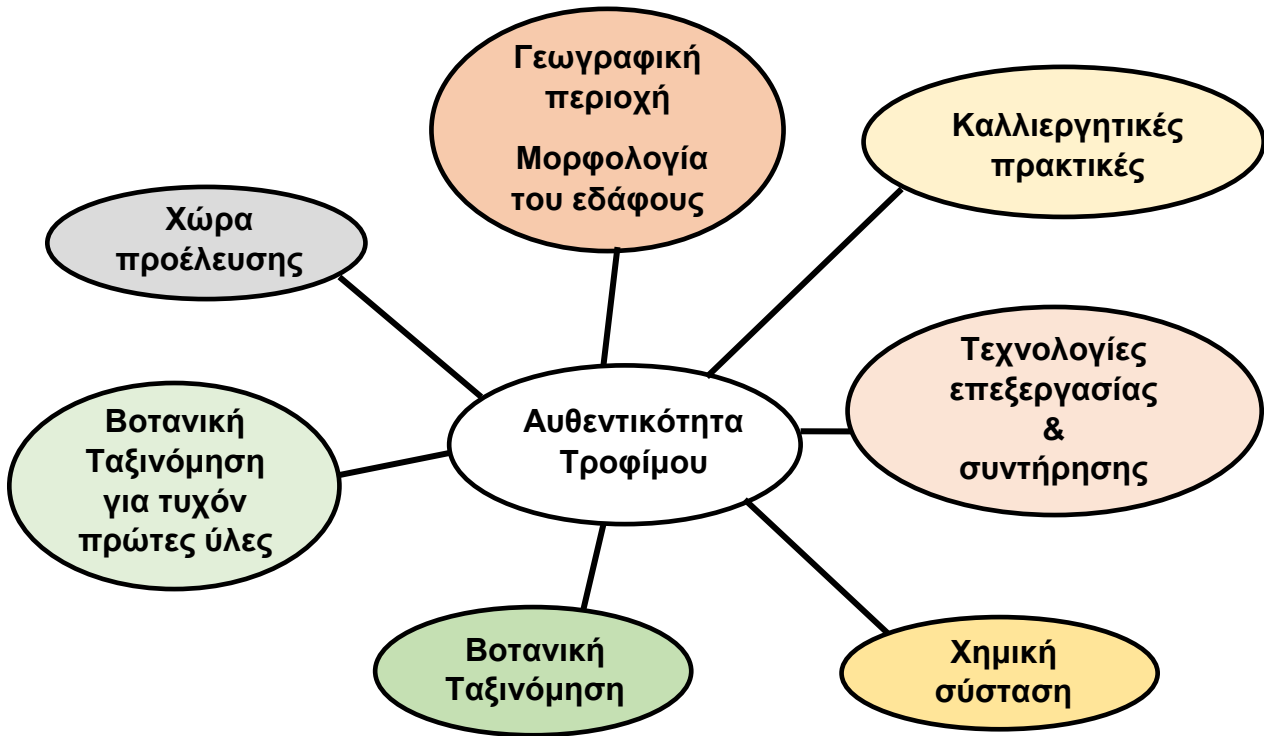 Γεωγραφική
περιοχή
Μορφολογία
του εδάφους
Καλλιεργητικές
πρακτικές
Χώρα
προέλευσης
Τεχνολογίες
επεξεργασίας
&
συντήρησης
Αυθεντικότητα
Τροφίμου
Βοτανική
Ταξινόμηση
για τυχόν
πρώτες ύλες
Βοτανική
Ταξινόμηση
Χημική
σύσταση